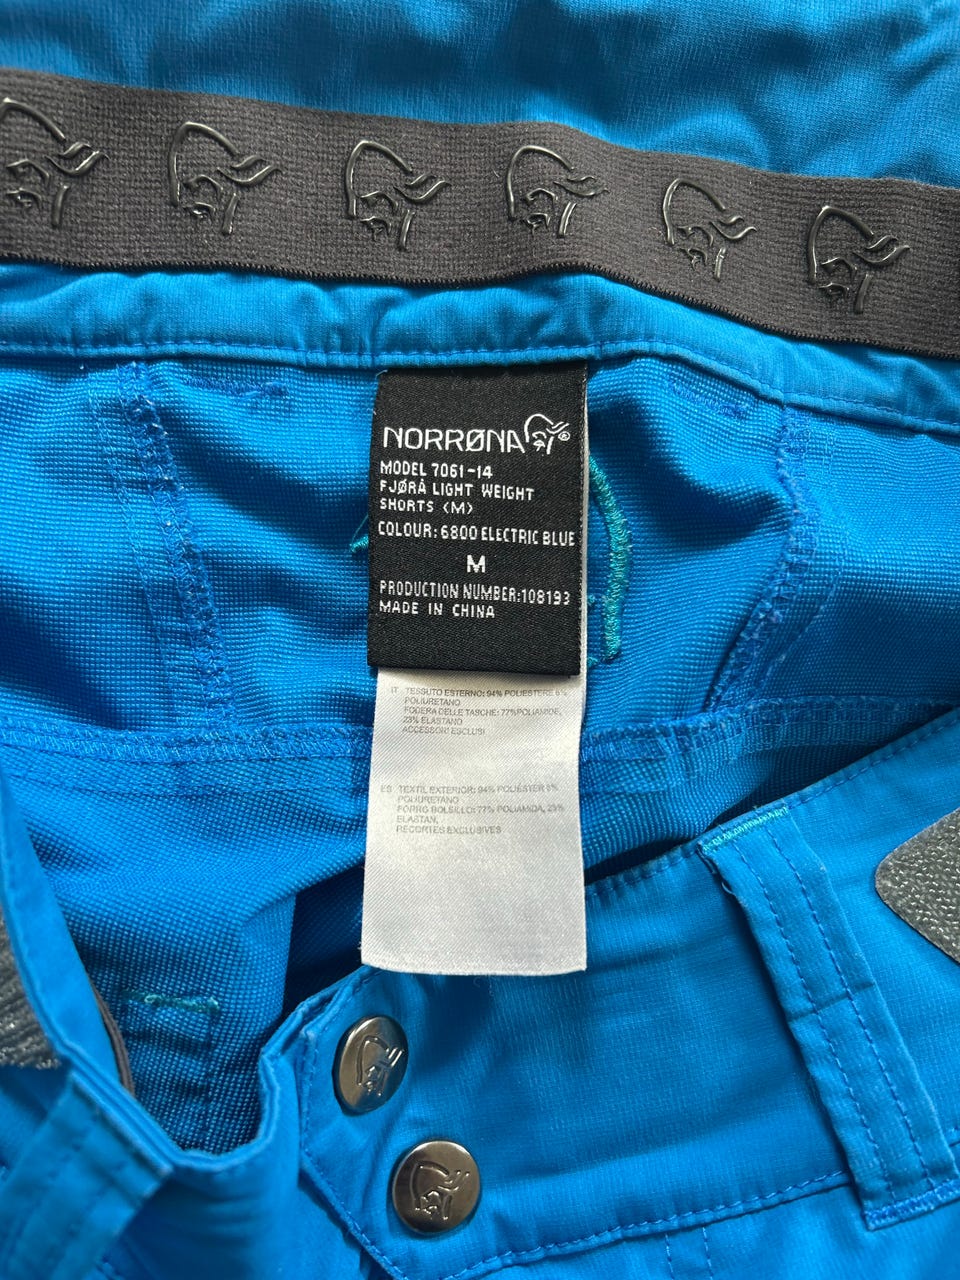 NORRØNA®
MODEL 7061-14
FJØRÅ LIGHT WEIGHT
SHORTS (M)
COLOUR: 6800 ELECTRIC BLUE
M
PRODUCTION NUMBER:108193
MADE IN CHINA
IT TESSUTO ESTERNO: 94% POLIESTERE 6%
POLIURETANO
FODERA DELLE TASCHE: 77%POLIAMIDE,
23% ELASTANO
ACCESSORI ESCLUSI
ES TEXTIL EXTERIOR: 94% POLIÉSTER 6%
POLIURETANO
FORRO BOLSILLO: 77% POLIAMIDA, 23%
ELASTAN,
RECORTES EXCLUSIVES